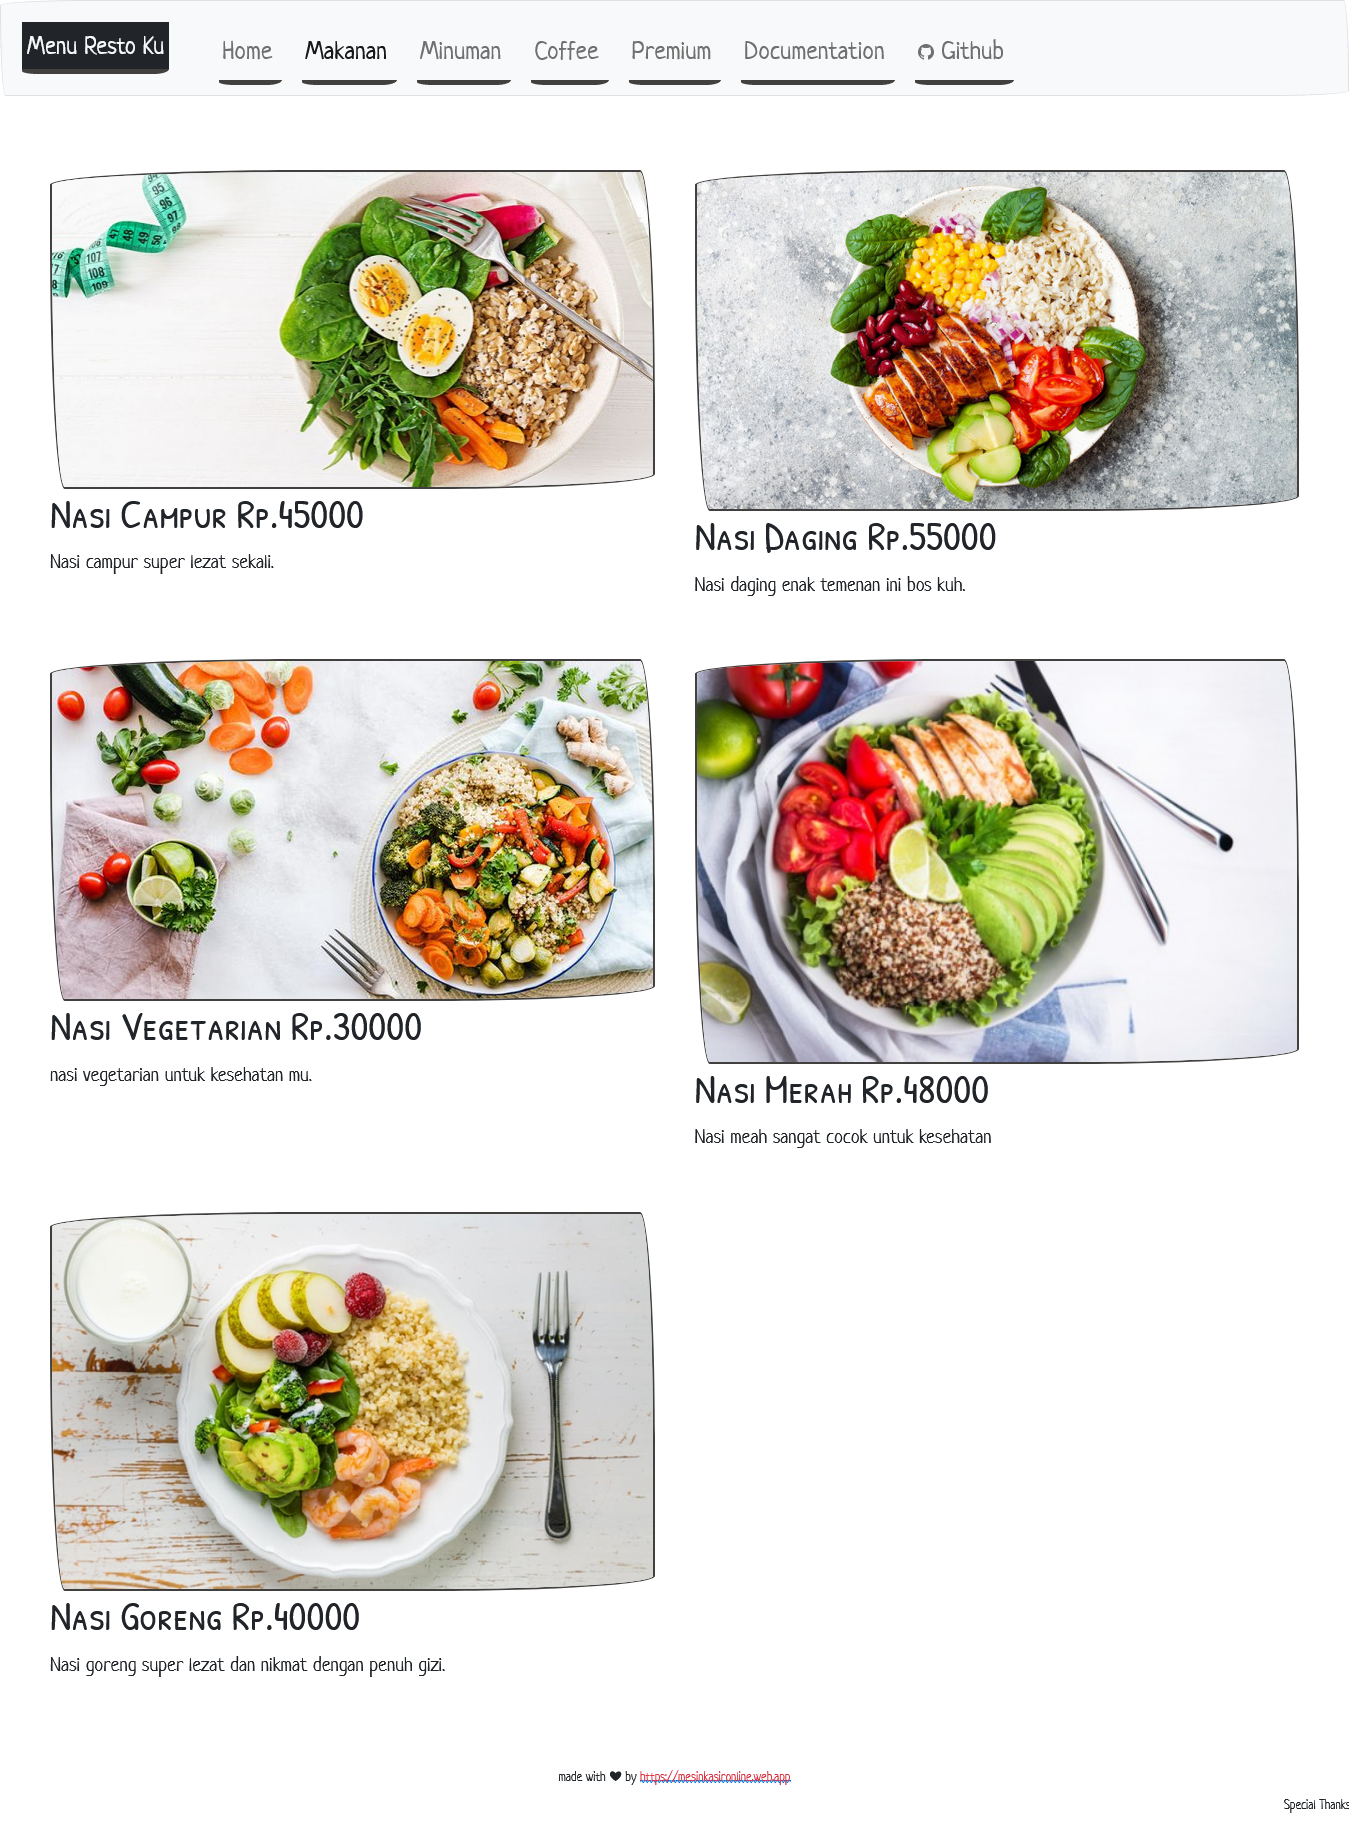 Menu Resto Ku
Home Makanan Minuman Coffee Premium Documentation Github
95
96
97
47 48 49 50
106
107
108
109
Nasi Campur Rp.45000
Nasi campur super lezat sekali.
Nasi Daging Rp.55000
Nasi daging enak temenan ini bos kuh.
Nasi Vegetarian Rp.30000
nasi vegetarian untuk kesehatan mu.
Nasi Merah Rp.48000
Nasi meah sangat cocok untuk kesehatan
Nasi Goreng Rp.40000
Nasi goreng super lezat dan nikmat dengan penuh gizi.
made with ♥ by https://mesinkasironline.web.app
Special Thanks